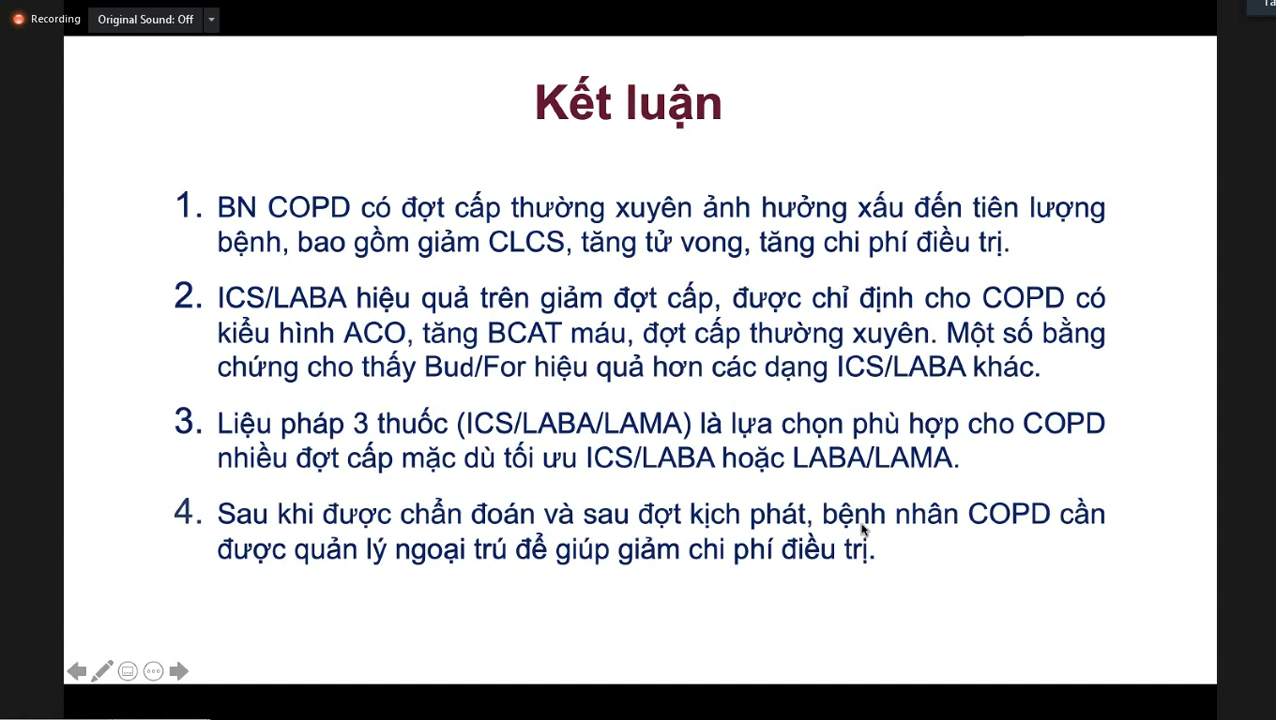 Recording
Original Sound: Off
Ta
Kết luận
1. BN COPD có đợt cấp thường xuyên ảnh hưởng xấu đến tiên lượng
bệnh, bao gồm giảm CLCS, tăng tử vong, tăng chi phí điều trị.
2. ICS/LABA hiệu quả trên giảm đợt cấp, được chỉ định cho COPD có
kiểu hình ACO, tăng BCAT máu, đợt cấp thường xuyên. Một số bằng
chứng cho thấy Bud/For hiệu quả hơn các dạng ICS/LABA khác.
3. Liệu pháp 3 thuốc (ICS/LABA/LAMA) là lựa chọn phù hợp cho COPD
nhiều đợt cấp mặc dù tối ưu ICS/LABA hoặc LABA/LAMA.
4. Sau khi được chẩn đoán và sau đợt kịch phát, bệnh nhân COPD cần
được quản lý ngoại trú để giúp giảm chi phí điều trị.